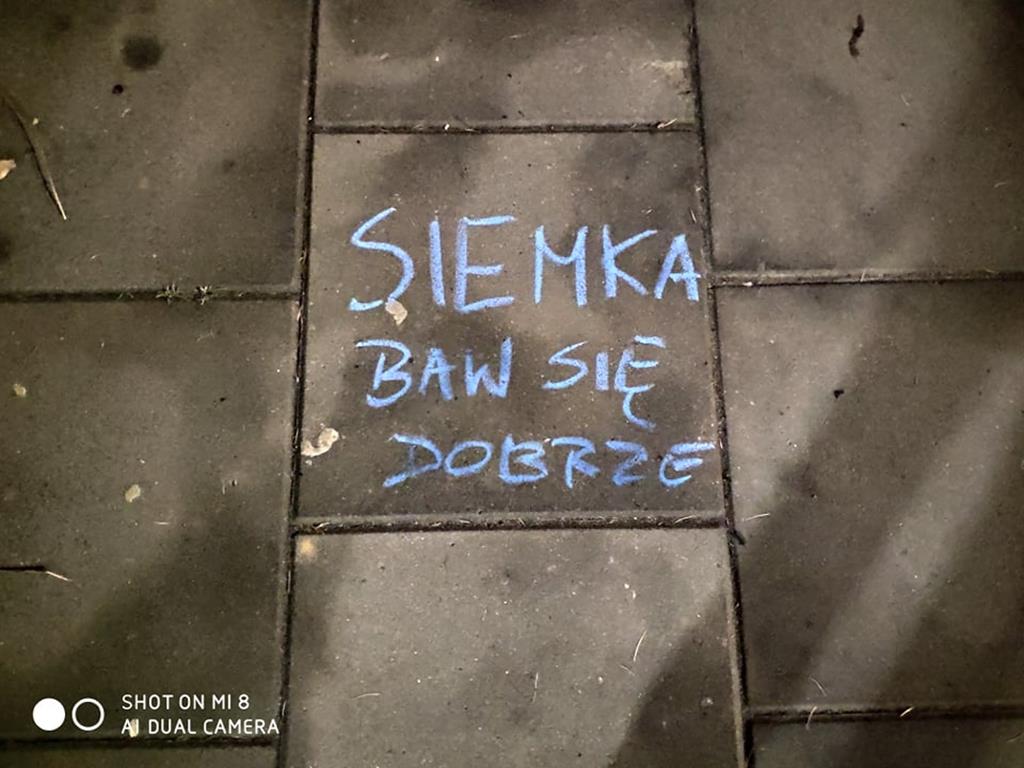 SIEMKA
BAW SIĘ
DOBRZE
SHOT ON MI 8
AI DUAL CAMERA